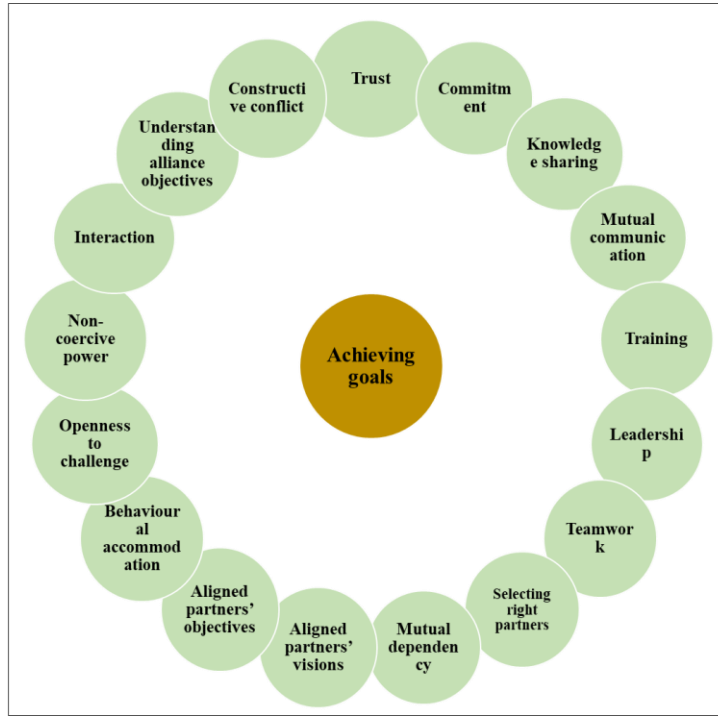 Trust
Commitm
ent
Knowledg
e sharing
Mutual
communic
ation
Training
Leadershi
p
Teamwor
k
Selecting
right
partners
Mutual
dependen
cy
Aligned
partners’
visions
Aligned
partners’
objectives
Behaviour
al
accommod
ation
Openness
to
challenge
Non-
coercive
power
Interaction
Understan
ding
alliance
objectives
Constructi
ve conflict
Achieving
goals